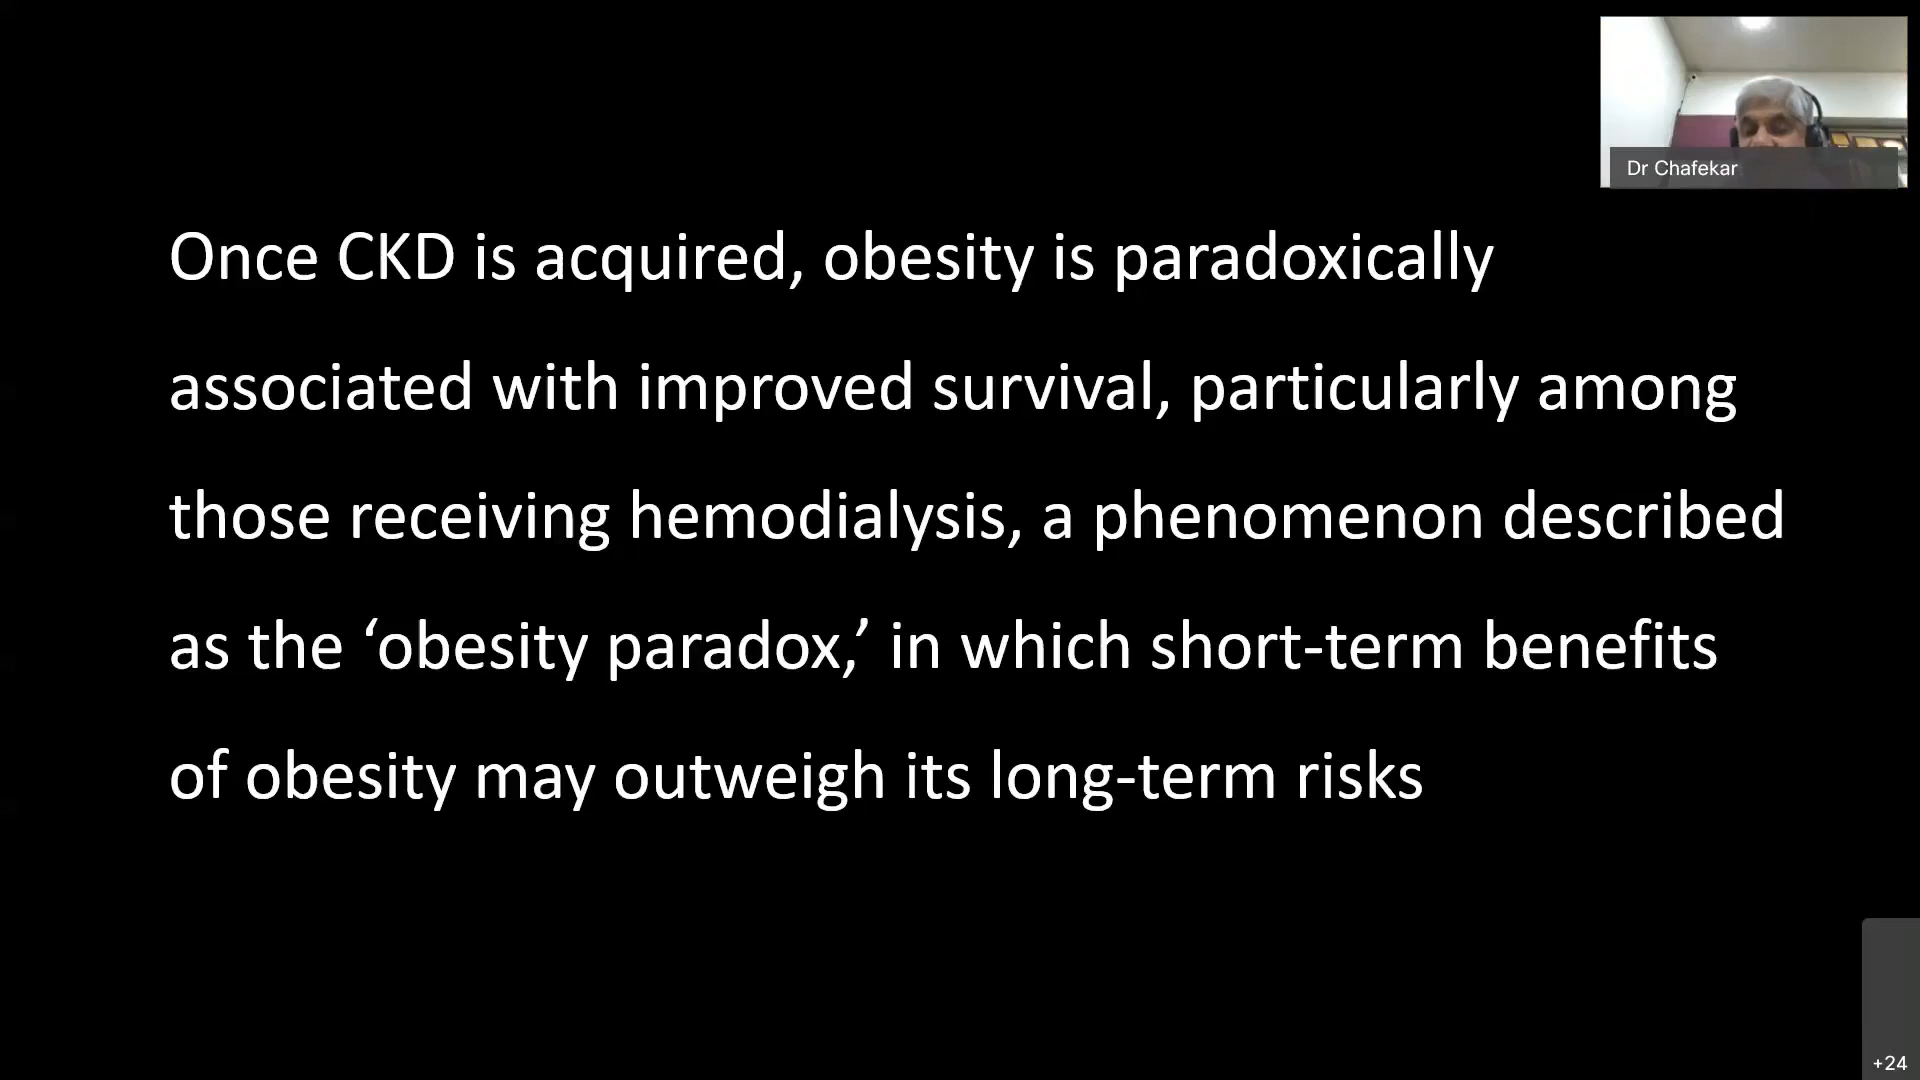 Dr Chafekar
Once CKD is acquired, obesity is paradoxically
associated with improved survival, particularly among
those receiving hemodialysis, a phenomenon described
as the ‘obesity paradox,’ in which short-term benefits
of obesity may outweigh its long-term risks
+24